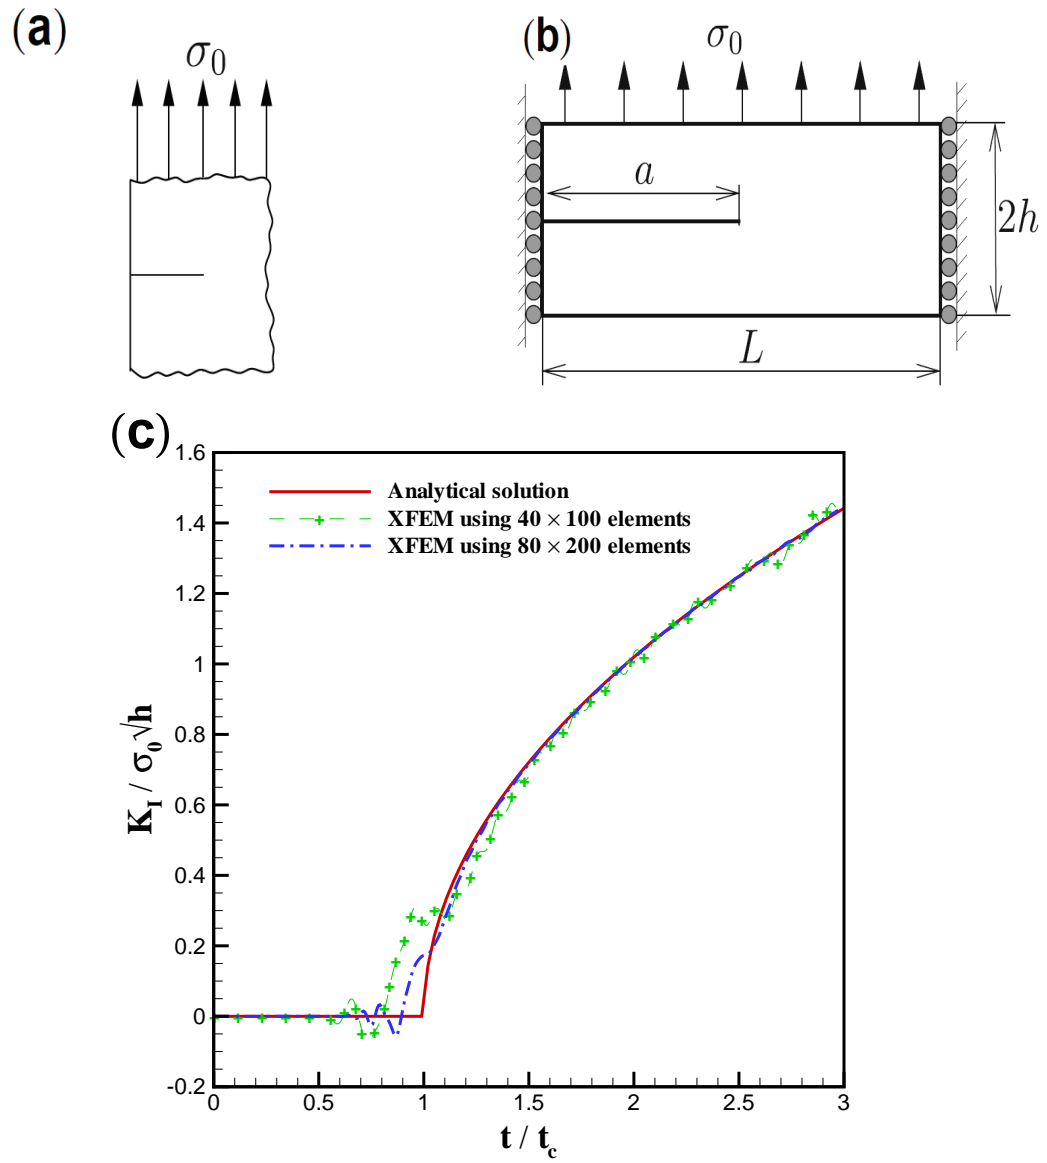 (a)
σ₀
(b)
σ₀
a
2h
L
(c)
Analytical solution
XFEM using 40 × 100 elements
XFEM using 80 × 200 elements
1.6
1.4
1.2
1
0.8
0.6
0.4
0.2
0
-0.2
K_I / σ₀√h
0 0.5 1 1.5 2 2.5 3
t / t_c